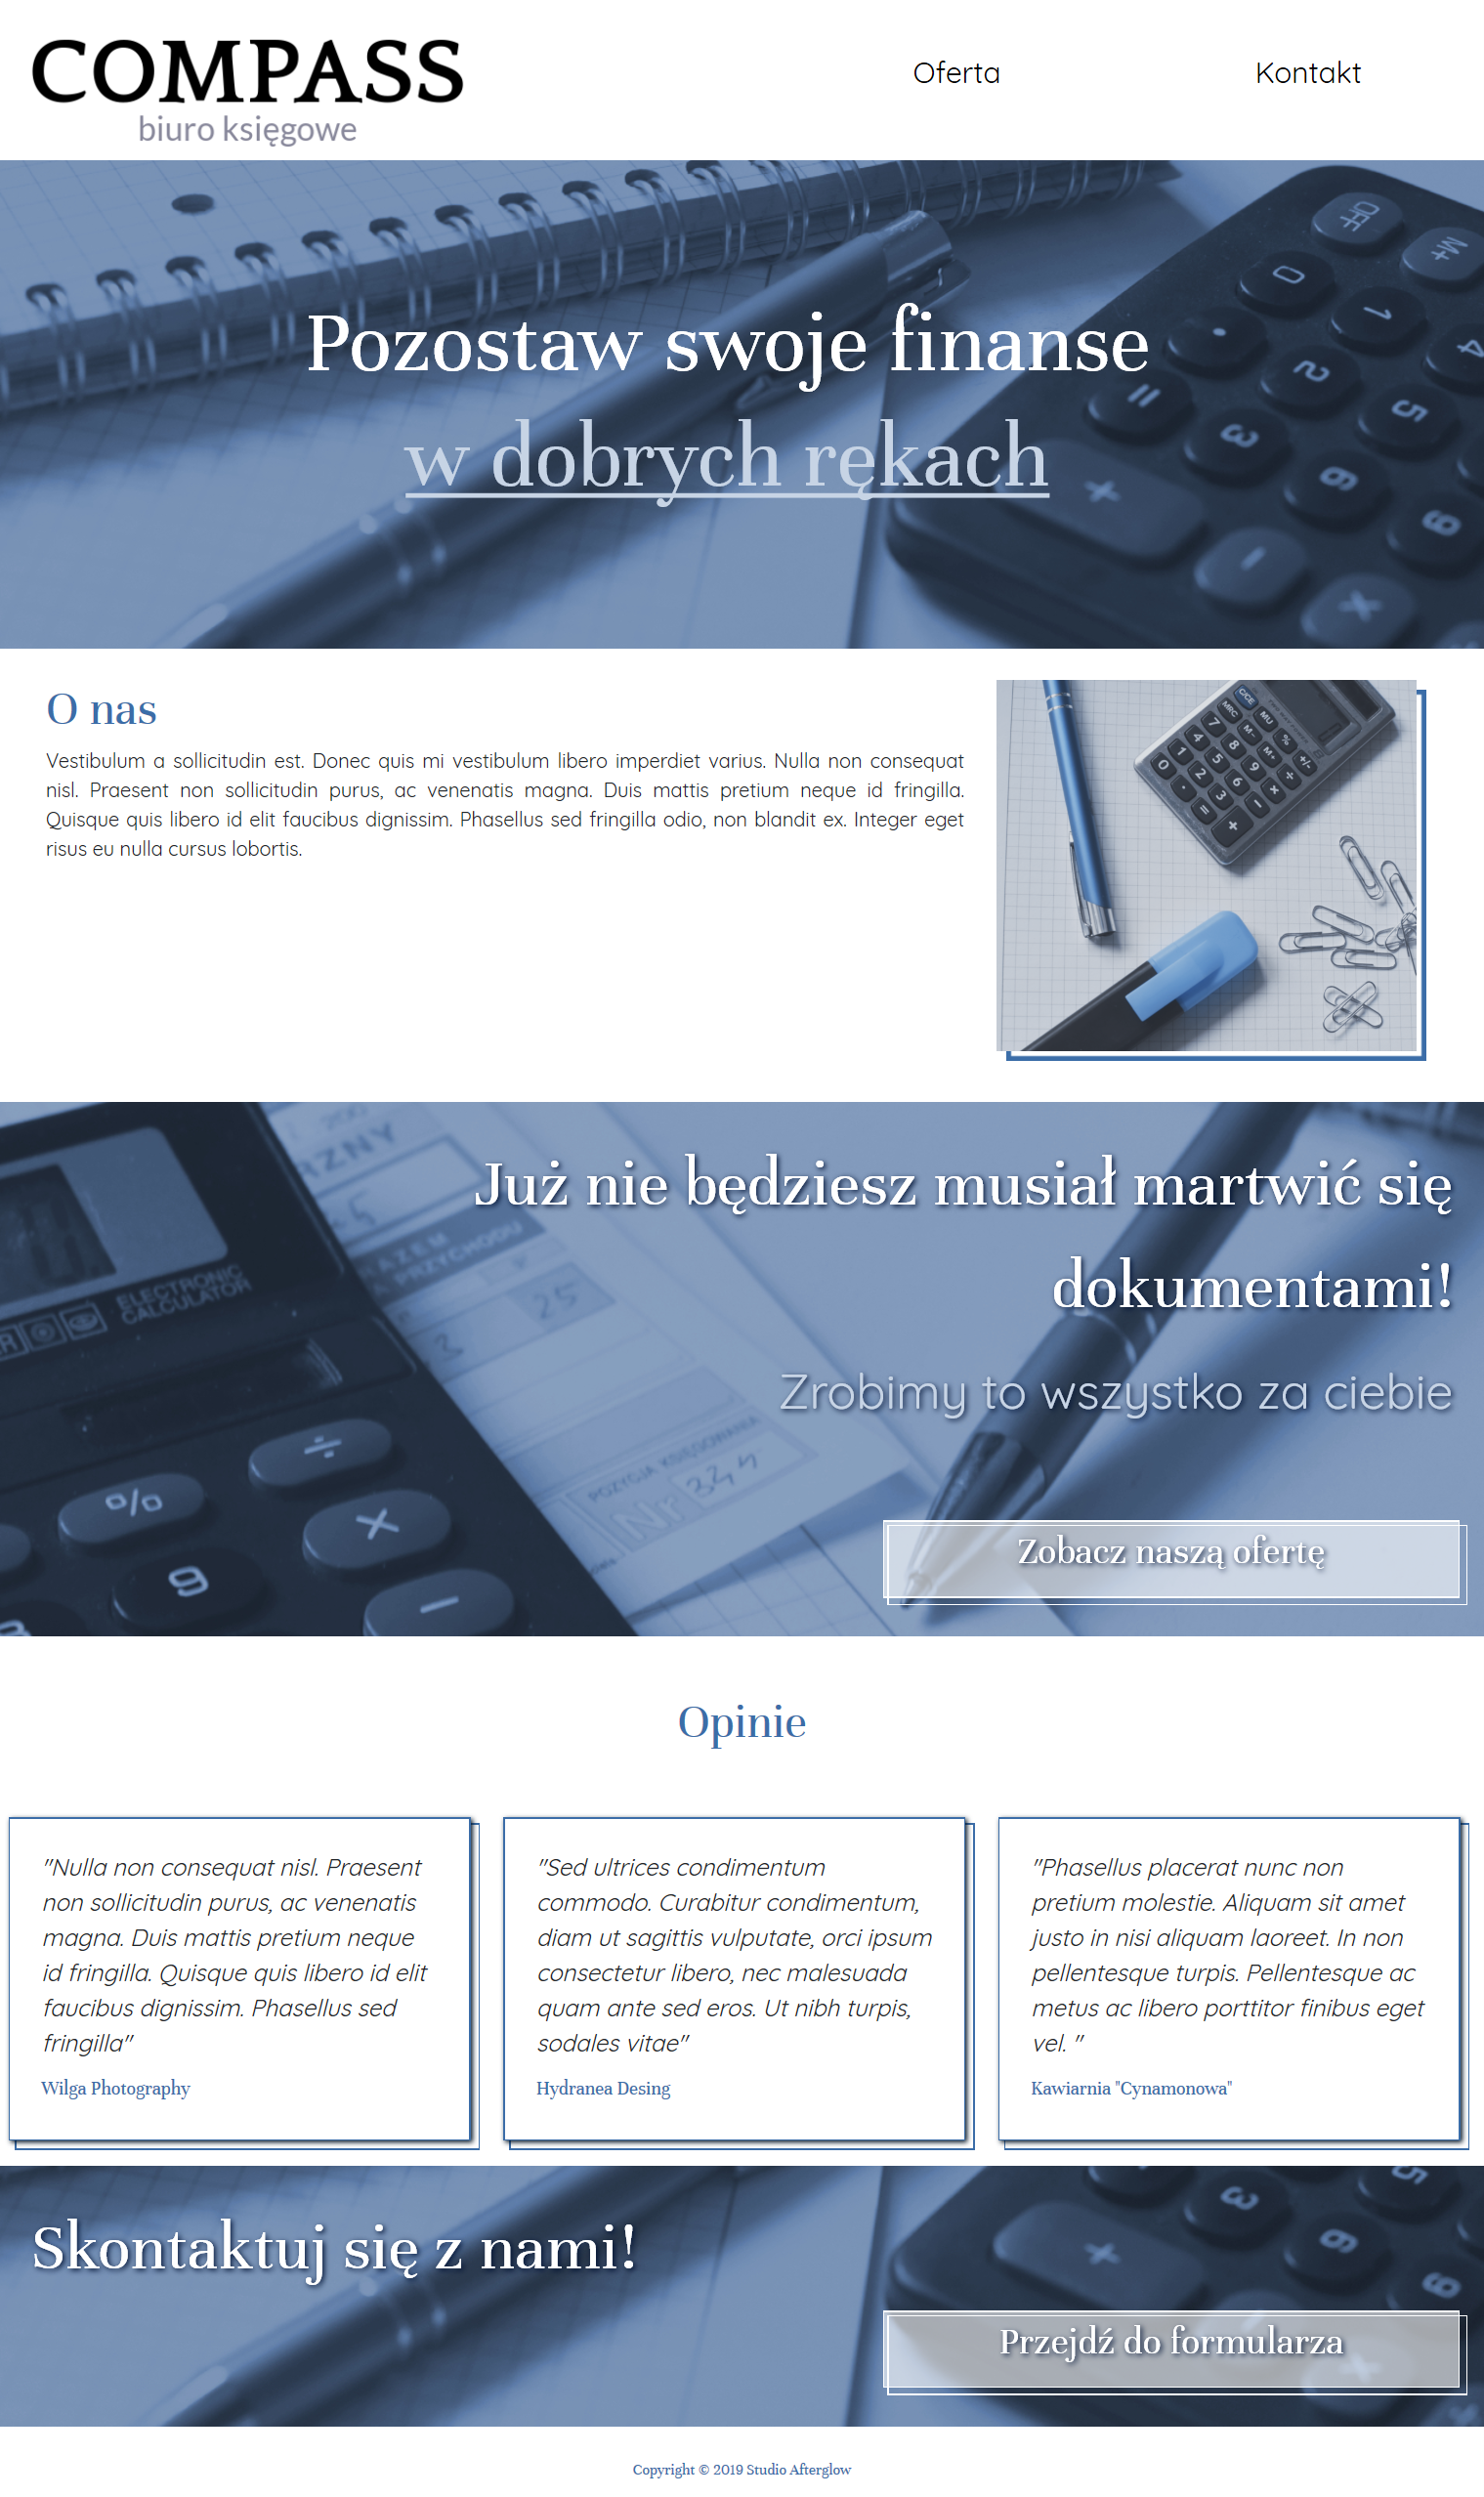 COMPASS
biuro księgowe
Oferta
Kontakt
Pozostaw swoje finanse
w dobrych rękach
O nas
Vestibulum a sollicitudin est. Donec quis mi vestibulum libero imperdiet varius. Nulla non consequat
nisl. Praesent non sollicitudin purus, ac venenatis magna. Duis mattis pretium neque id fringilla.
Quisque quis libero id elit faucibus dignissim. Phasellus sed fringilla odio, non blandit ex. Integer eget
risus eu nulla cursus lobortis.
Już nie będziesz musiał martwić się
dokumentami!
Zrobimy to wszystko za ciebie
ELECTRONIC
CALCULATOR
PRZYCHODU
25
POZYCJA KSIĘGOWANIA
Nr 344
Zobacz naszą ofertę
Opinie
"Nulla non consequat nisl. Praesent
non sollicitudin purus, ac venenatis
magna. Duis mattis pretium neque
id fringilla. Quisque quis libero id elit
faucibus dignissim. Phasellus sed
fringilla"
Wilga Photography
"Sed ultrices condimentum
commodo. Curabitur condimentum,
diam ut sagittis vulputate, orci ipsum
consectetur libero, nec malesuada
quam ante sed eros. Ut nibh turpis,
sodales vitae"
Hydranea Desing
"Phasellus placerat nunc non
pretium molestie. Aliquam sit amet
justo in nisi aliquam laoreet. In non
pellentesque turpis. Pellentesque ac
metus ac libero porttitor finibus eget
vel. "
Kawiarnia "Cynamonowa"
Skontaktuj się z nami!
Przejdź do formularza
Copyright © 2019 Studio Afterglow